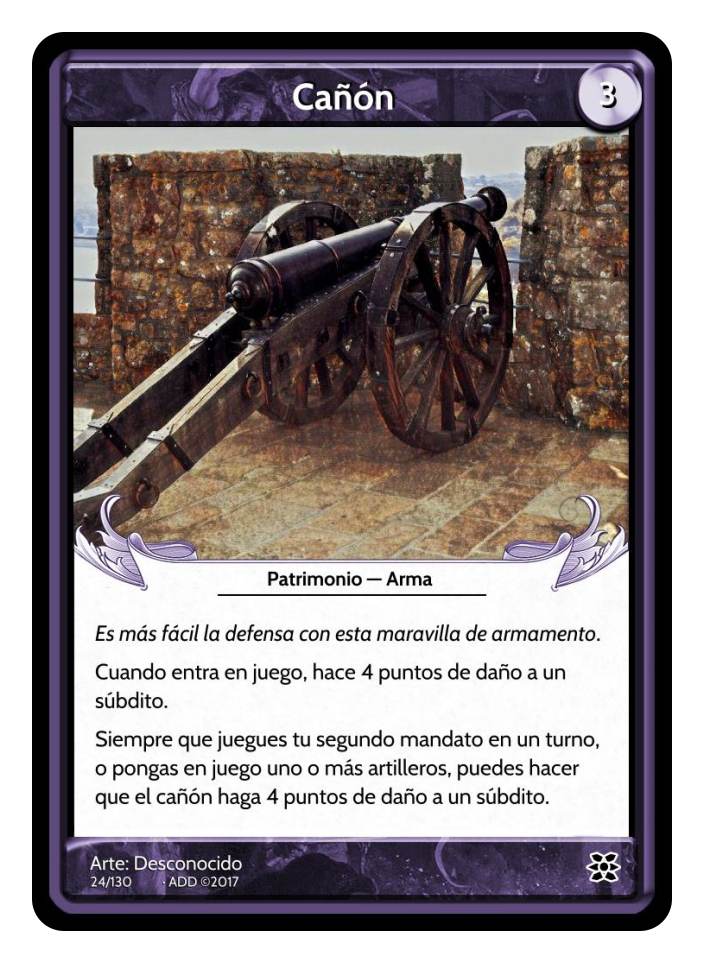 Cañón
3
Patrimonio — Arma
Es más fácil la defensa con esta maravilla de armamento.
Cuando entra en juego, hace 4 puntos de daño a un
súbdito.
Siempre que juegues tu segundo mandato en un turno,
o pongas en juego uno o más artilleros, puedes hacer
que el cañón haga 4 puntos de daño a un súbdito.
Arte: Desconocido
24/130 · ADD ©2017